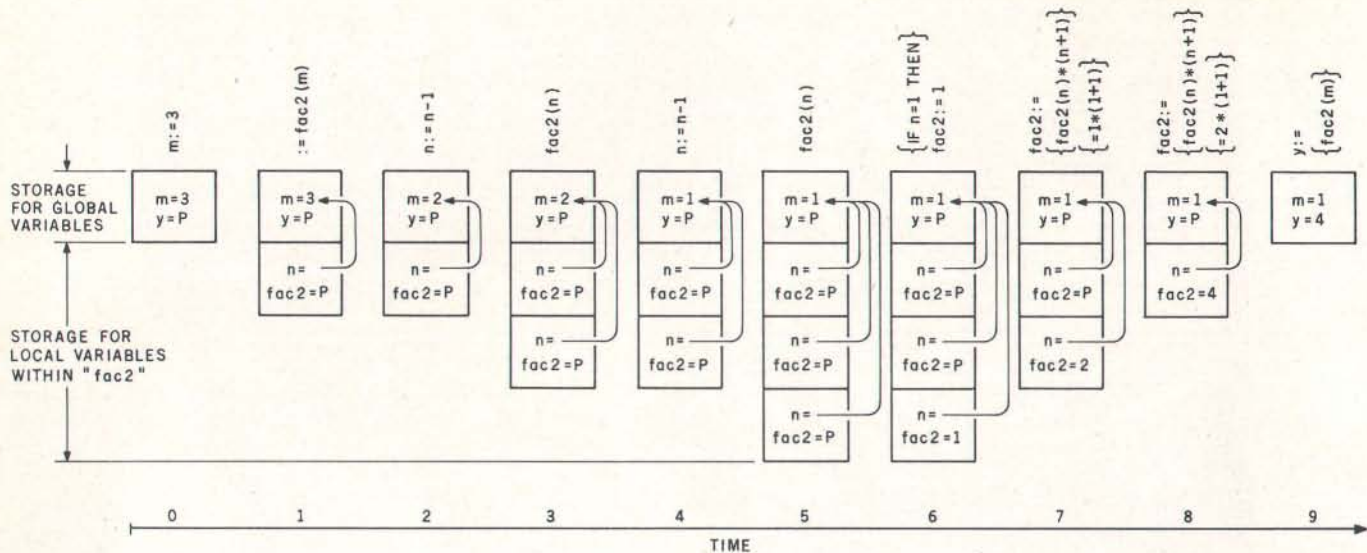 m:=3
:=fac2(m)
n:=n-1
fac2(n)
n:=n-1
fac2(n)
{IF n=1 THEN}
fac2:=1
fac2:=
{fac2(n)*(n+1)}
{=1*(1+1)}
fac2:=
{fac2(n)*(n+1)}
{=2*(1+1)}
y:=
{fac2(m)}
STORAGE
FOR GLOBAL
VARIABLES
m=3
y=P
m=3
y=P
n=
fac2=P
m=2
y=P
n=
fac2=P
m=2
y=P
n=
fac2=P
n=
fac2=P
m=1
y=P
n=
fac2=P
n=
fac2=P
m=1
y=P
n=
fac2=P
n=
fac2=P
n=
fac2=P
m=1
y=P
n=
fac2=P
n=
fac2=P
n=
fac2=1
m=1
y=P
n=
fac2=P
n=
fac2=2
m=1
y=P
n=
fac2=4
m=1
y=4
STORAGE FOR
LOCAL VARIABLES
WITHIN "fac2"
0 1 2 3 4 5 6 7 8 9
TIME